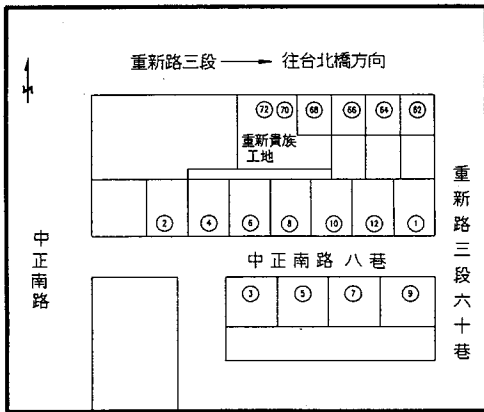 重新路三段 往台北橋方向
72 70 68 66 64 62
重新貴族
工地
2 4 6 8 10 12 1
中正南路八巷
3 5 7 9
中正南路
重新路三段六十巷